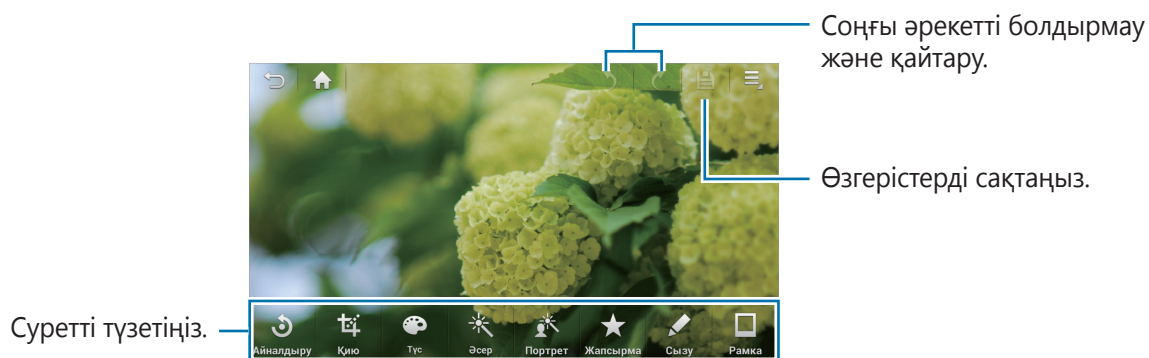 Соңғы әрекетті болдырмау
және қайтару.
Өзгерістерді сақтаңыз.
Суретті түзетіңіз.
Айналдыру Қию Түс Әсер Портрет Жапсырма Сызу Рамка